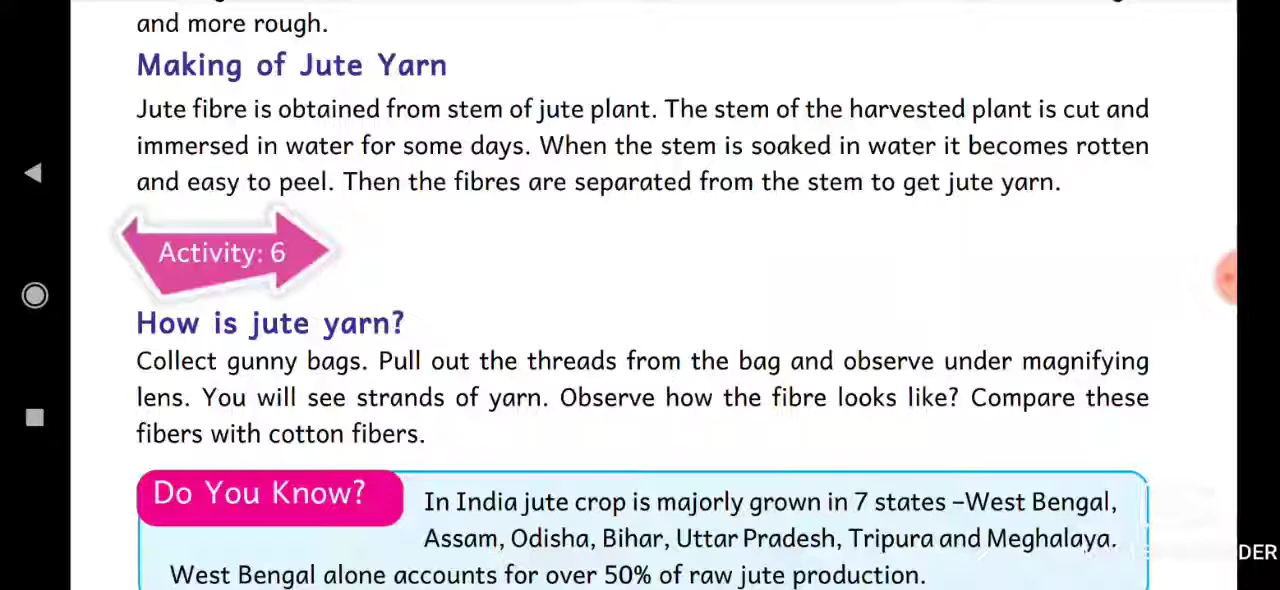 and more rough.
Making of Jute Yarn
Jute fibre is obtained from stem of jute plant. The stem of the harvested plant is cut and
immersed in water for some days. When the stem is soaked in water it becomes rotten
and easy to peel. Then the fibres are separated from the stem to get jute yarn.
Activity: 6
How is jute yarn?
Collect gunny bags. Pull out the threads from the bag and observe under magnifying
lens. You will see strands of yarn. Observe how the fibre looks like? Compare these
fibers with cotton fibers.
Do You Know?
In India jute crop is majorly grown in 7 states –West Bengal,
Assam, Odisha, Bihar, Uttar Pradesh, Tripura and Meghalaya.
West Bengal alone accounts for over 50% of raw jute production.